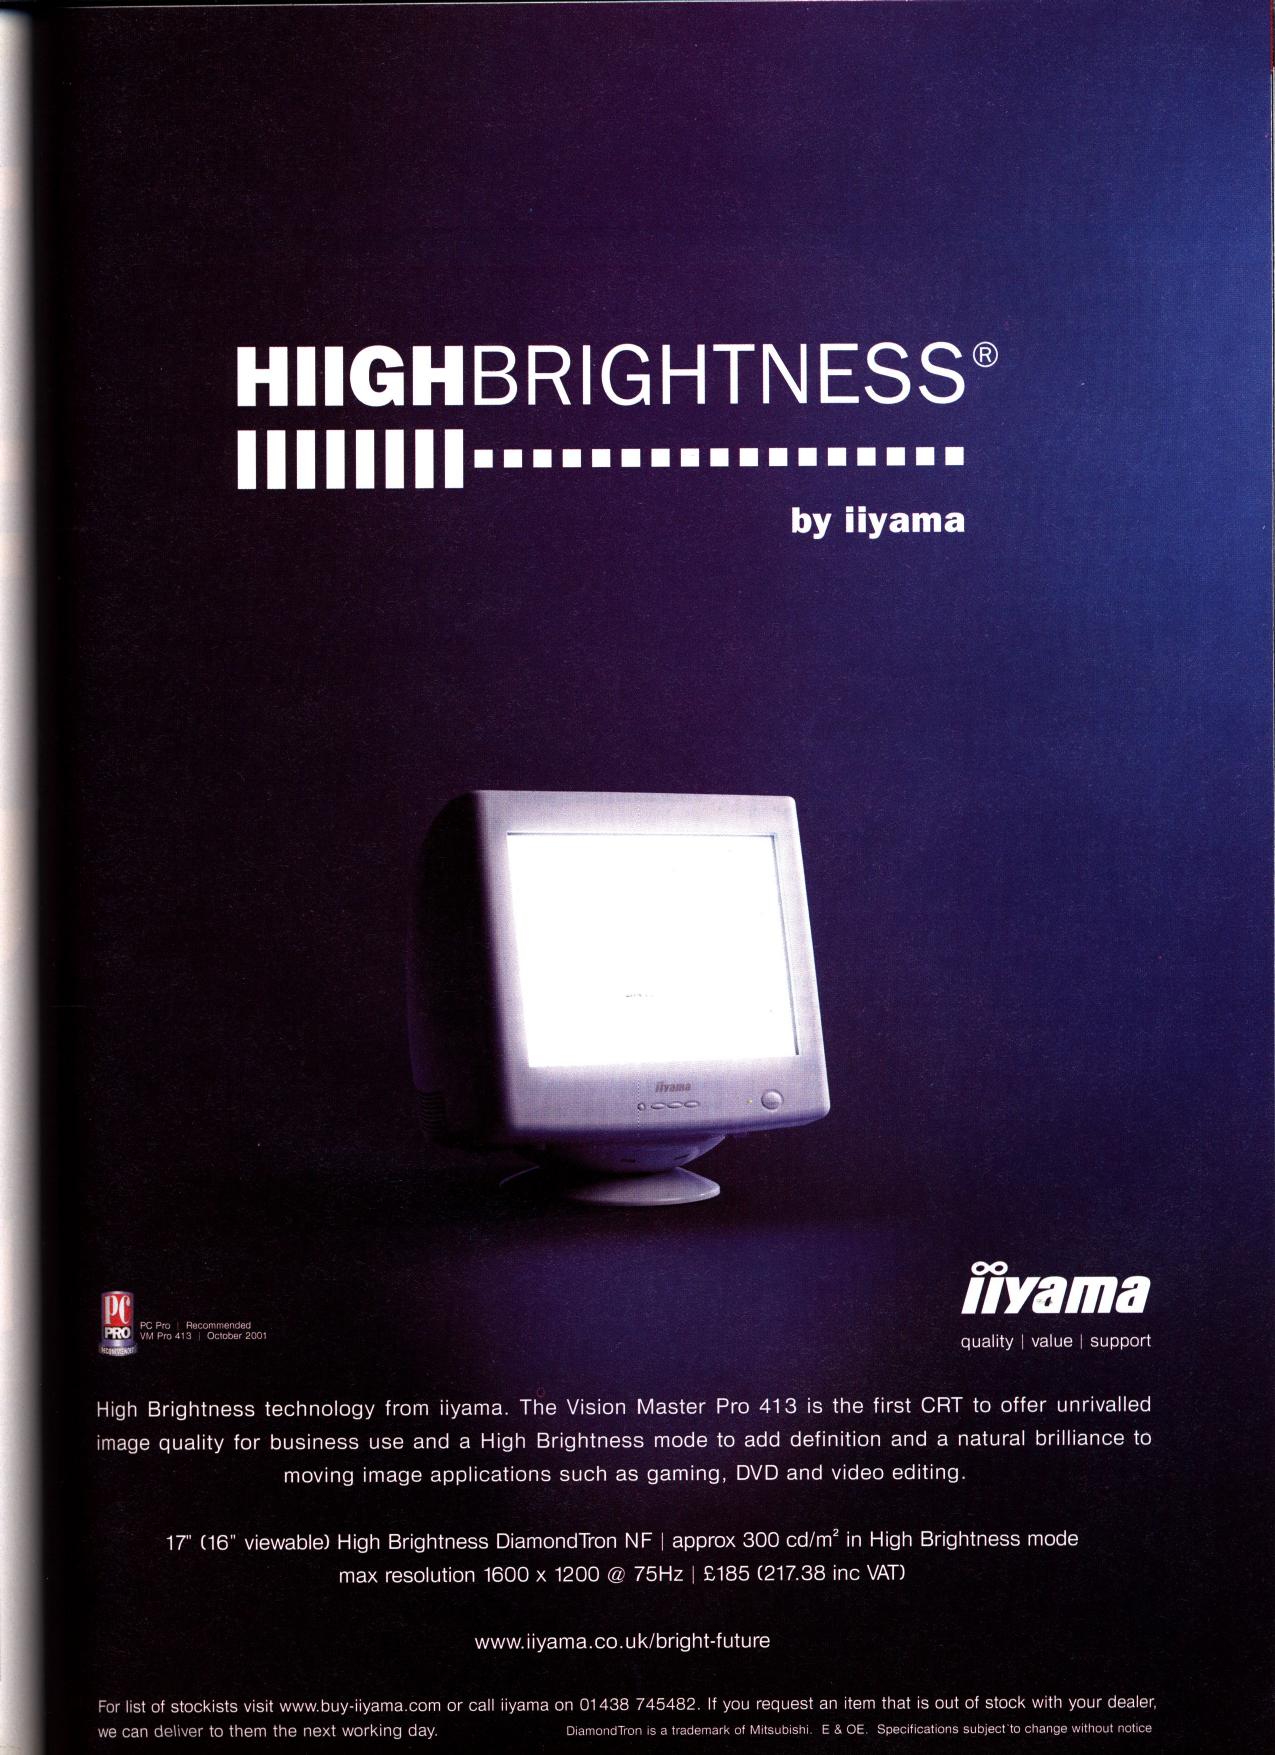 HIIGHBRIGHTNESS®
by iiyama
iiyama
iiyama
quality | value | support
PC
PRO
RECOMMENDED
PC Pro | Recommended
VM Pro 413 | October 2001
High Brightness technology from iiyama. The Vision Master Pro 413 is the first CRT to offer unrivalled
image quality for business use and a High Brightness mode to add definition and a natural brilliance to
moving image applications such as gaming, DVD and video editing.
17" (16" viewable) High Brightness DiamondTron NF | approx 300 cd/m² in High Brightness mode
max resolution 1600 x 1200 @ 75Hz | £185 (217.38 inc VAT)
www.iiyama.co.uk/bright-future
For list of stockists visit www.buy-iiyama.com or call iiyama on 01438 745482. If you request an item that is out of stock with your dealer,
we can deliver to them the next working day. DiamondTron is a trademark of Mitsubishi. E & OE. Specifications subject to change without notice